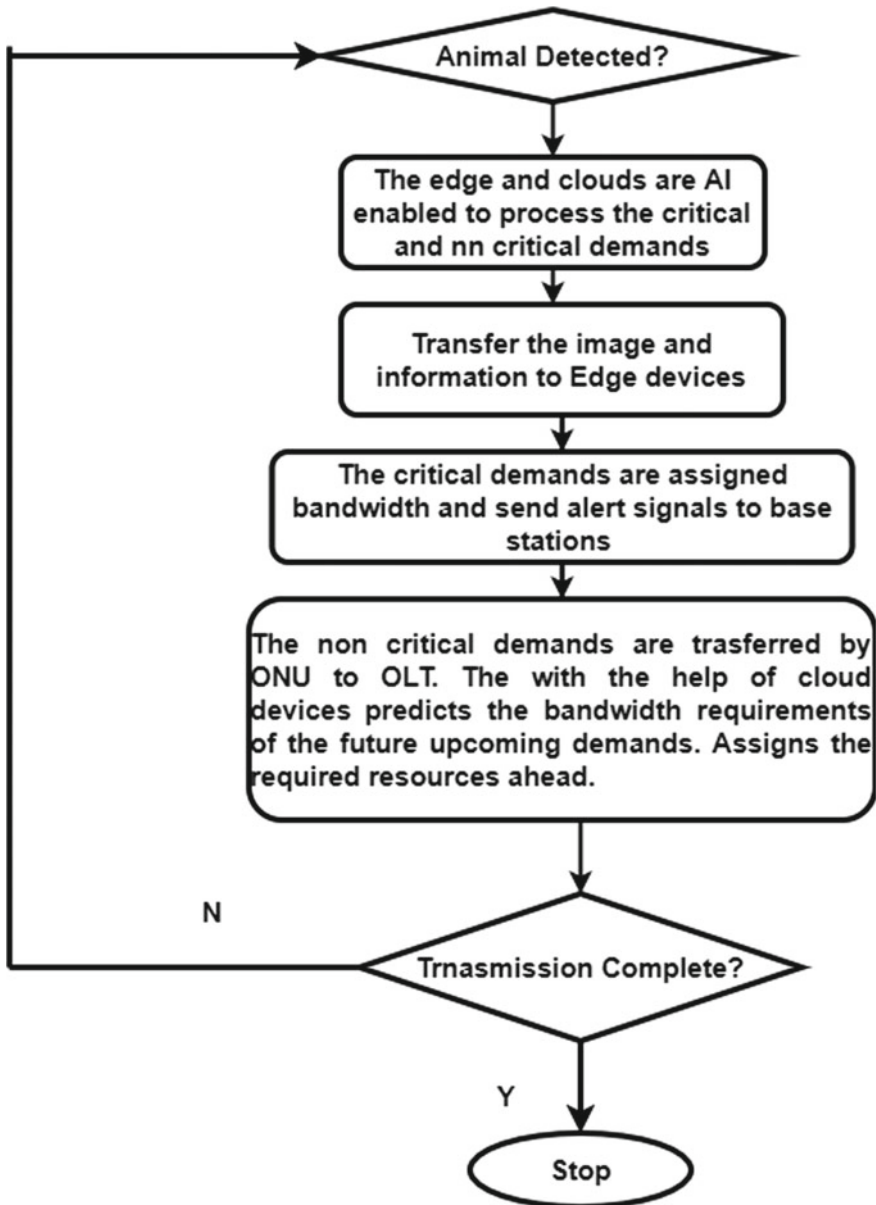 Animal Detected?
The edge and clouds are AI
enabled to process the critical
and nn critical demands
Transfer the image and
information to Edge devices
The critical demands are assigned
bandwidth and send alert signals to base
stations
The non critical demands are trasferred by
ONU to OLT. The with the help of cloud
devices predicts the bandwidth requirements
of the future upcoming demands. Assigns the
required resources ahead.
N
Trnasmission Complete?
Y
Stop